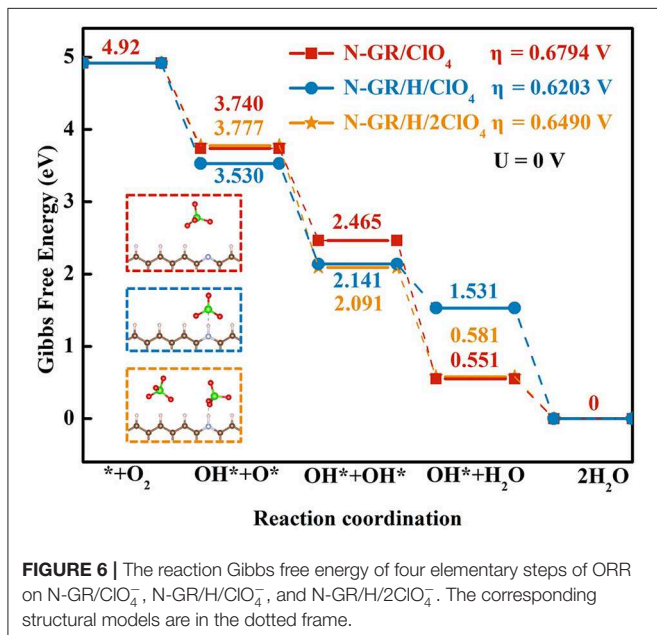 5
4
3
2
1
0
Gibbs Free Energy (eV)
4.92
N-GR/ClO₄ η = 0.6794 V
N-GR/H/ClO₄ η = 0.6203 V
N-GR/H/2ClO₄ η = 0.6490 V
U = 0 V
3.740
3.777
3.530
2.465
2.141
2.091
1.531
0.581
0.551
0
*+O₂ OH*+O* OH*+OH* OH*+H₂O 2H₂O
Reaction coordination
FIGURE 6 | The reaction Gibbs free energy of four elementary steps of ORR
on N-GR/ClO₄⁻, N-GR/H/ClO₄⁻, and N-GR/H/2ClO₄⁻. The corresponding
structural models are in the dotted frame.